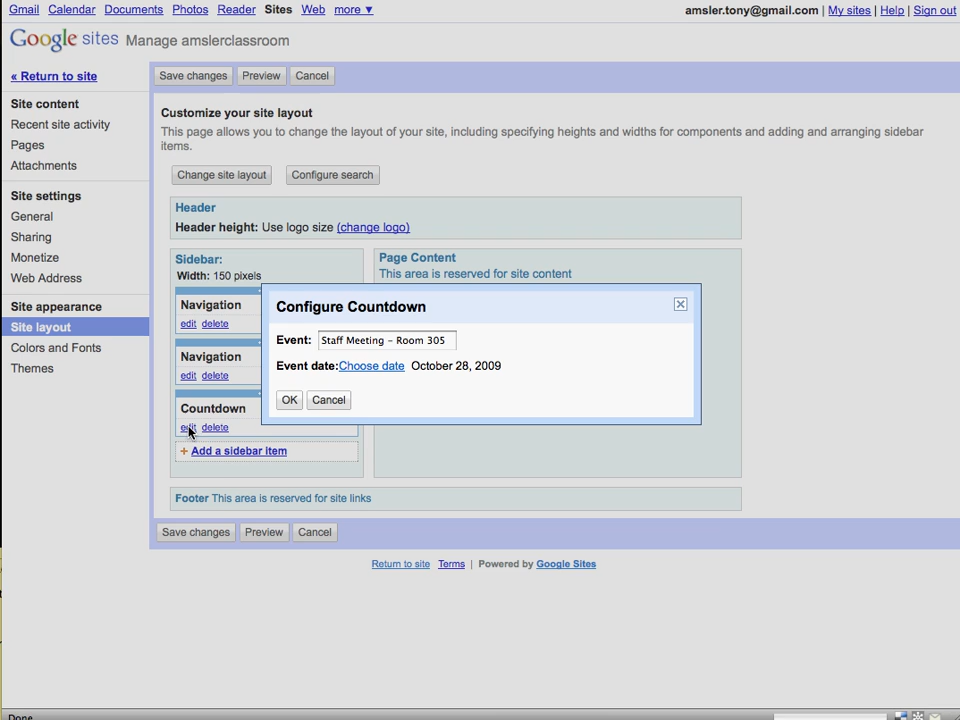 Gmail Calendar Documents Photos Reader Sites Web more ▼ amsler.tony@gmail.com | My sites | Help | Sign out
Google sites Manage amslerclassroom
« Return to site
Save changes Preview Cancel
Site content
Recent site activity
Pages
Attachments
Site settings
General
Sharing
Monetize
Web Address
Site appearance
Site layout
Colors and Fonts
Themes
Customize your site layout
This page allows you to change the layout of your site, including specifying heights and widths for components and adding and arranging sidebar
items.
Change site layout Configure search
Header
Header height: Use logo size (change logo)
Sidebar:
Width: 150 pixels
Page Content
This area is reserved for site content
Navigation
edit delete
Navigation
edit delete
Countdown
edit delete
+ Add a sidebar item
Configure Countdown
Event: Staff Meeting – Room 305
Event date:Choose date October 28, 2009
OK Cancel
Footer This area is reserved for site links
Save changes Preview Cancel
Return to site Terms | Powered by Google Sites
Done